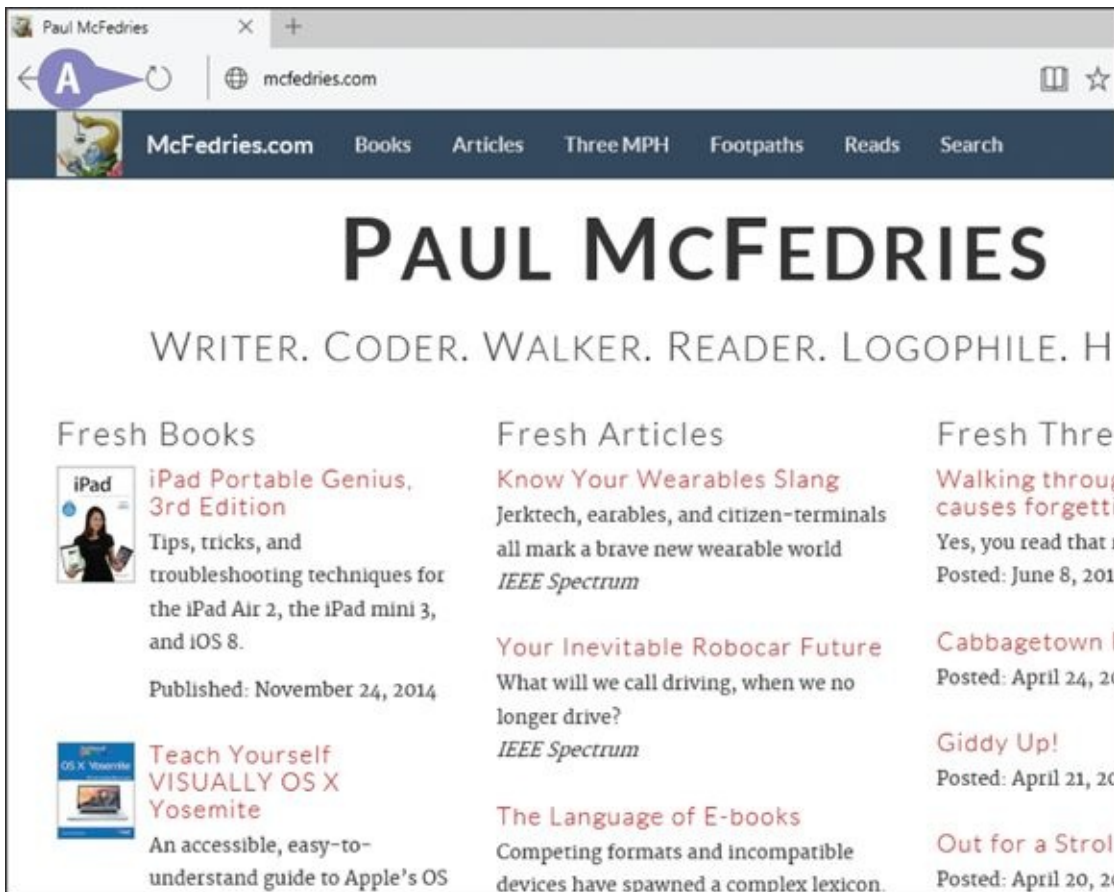 Paul McFedries
A
mcfedries.com
McFedries.com Books Articles Three MPH Footpaths Reads Search
PAUL MCFEDRIES
WRITER. CODER. WALKER. READER. LOGOPHILE. H
Fresh Books
iPad
iPad Portable Genius,
3rd Edition
Tips, tricks, and
troubleshooting techniques for
the iPad Air 2, the iPad mini 3,
and iOS 8.
Published: November 24, 2014
OS X Yosemite
Teach Yourself
VISUALLY OS X
Yosemite
An accessible, easy-to-
understand guide to Apple's OS
Fresh Articles
Know Your Wearables Slang
Jerktech, earables, and citizen-terminals
all mark a brave new wearable world
IEEE Spectrum
Your Inevitable Robocar Future
What will we call driving, when we no
longer drive?
IEEE Spectrum
The Language of E-books
Competing formats and incompatible
devices have spawned a complex lexicon.
Fresh Thre
Walking throug
causes forgetti
Yes, you read that
Posted: June 8, 201
Cabbagetown
Posted: April 24, 20
Giddy Up!
Posted: April 21, 20
Out for a Strol
Posted: April 20, 20